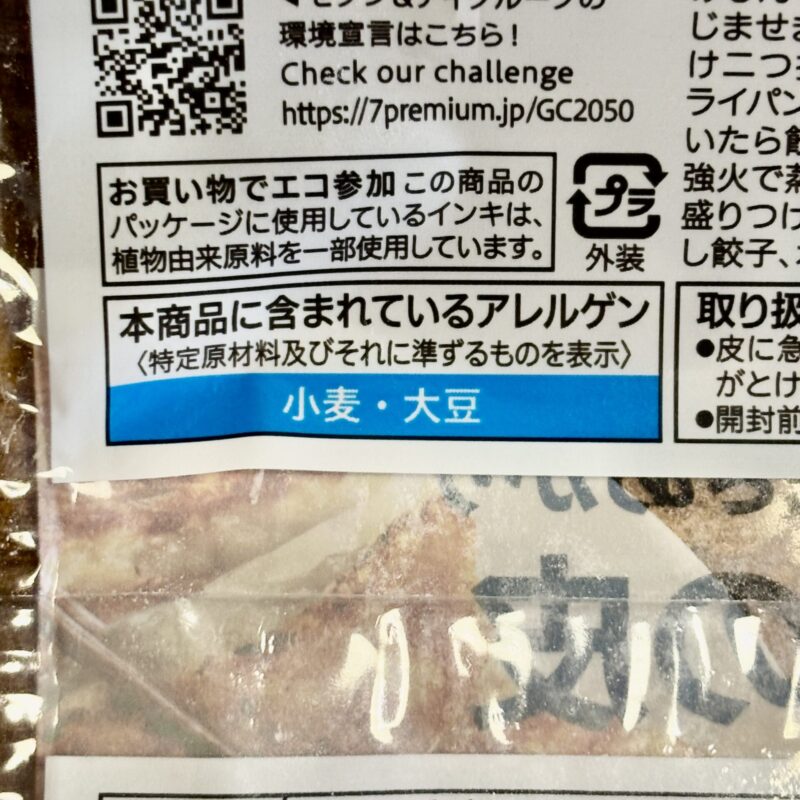 環境宣言はこちら！
Check our challenge
https://7premium.jp/GC2050
お買い物でエコ参加 この商品の
パッケージに使用しているインキは、
植物由来原料を一部使用しています。
プラ
外装
本商品に含まれているアレルゲン
〈特定原材料及びそれに準ずるものを表示〉
小麦・大豆
じませ
け二つ
ライパン
いたら
強火で
盛りつけ
し餃子、
取り扱
●皮に急
がとけ
●開封前
の皮